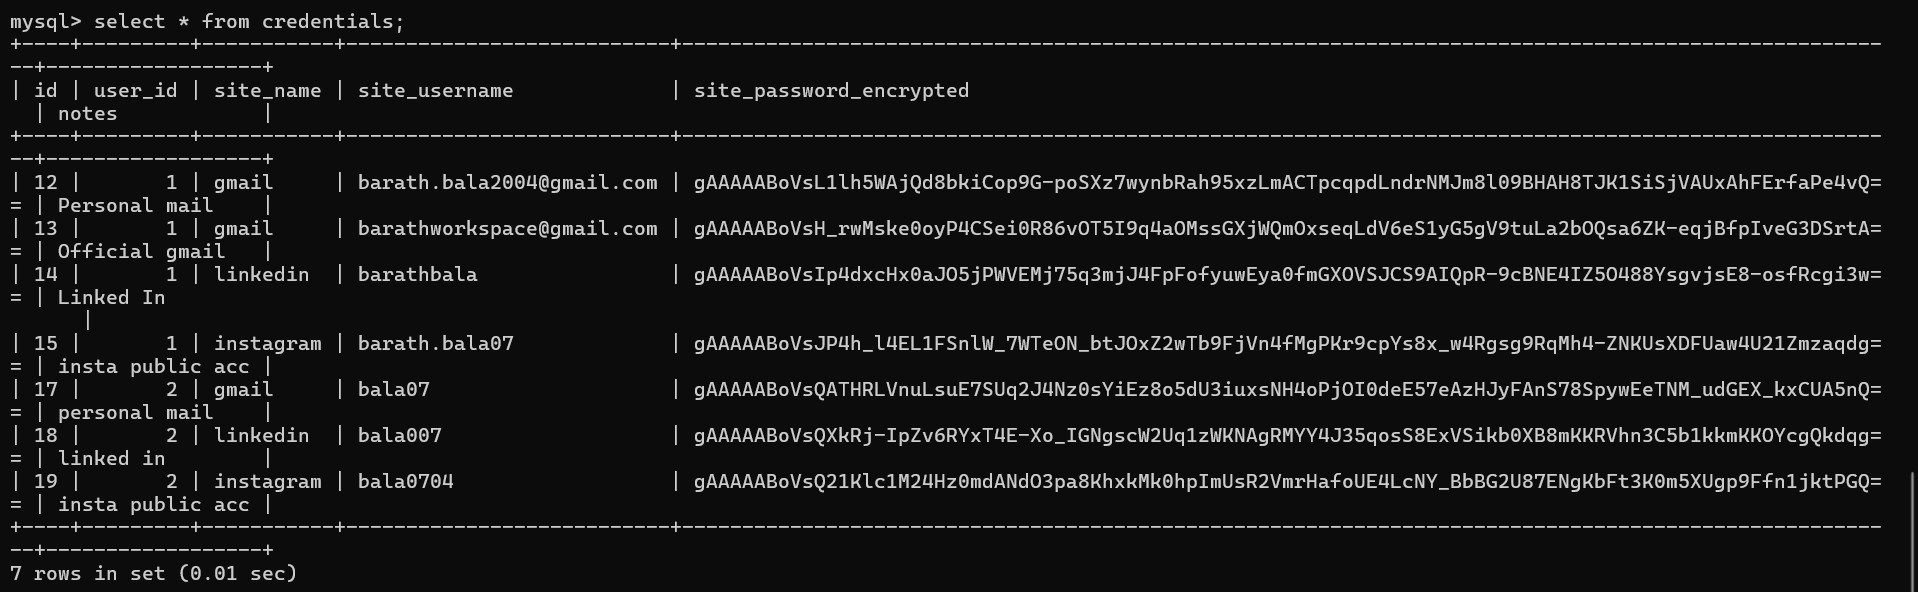 mysql> select * from credentials;
+----+---------+-----------+---------------------------+----------------------------------------------------------------------------------------------------
--+------------------+
| id | user_id | site_name | site_username             | site_password_encrypted
  | notes            |
+----+---------+-----------+---------------------------+----------------------------------------------------------------------------------------------------
--+------------------+
| 12 |       1 | gmail     | barath.bala2004@gmail.com | gAAAAABoVsL1lh5WAjQd8bkiCop9G-poSXz7wynbRah95xzLmACTpcqpdLndrNMJm8l09BHAH8TJK1SiSjVAUxAhFErfaPe4vQ=
= | Personal mail    |
| 13 |       1 | gmail     | barathworkspace@gmail.com | gAAAAABoVsH_rwMske0oyP4CSei0R86vOT5I9q4aOMssGXjWQmOxseqLdV6eS1yG5gV9tuLa2bOQsa6ZK-eqjBfpIveG3DSrtA=
= | Official gmail   |
| 14 |       1 | linkedin  | barathbala                | gAAAAABoVsIp4dxcHx0aJO5jPWVEMj75q3mjJ4FpFofyuwEya0fmGXOVSJCS9AIQpR-9cBNE4IZ5O488YsgvjsE8-osfRcgi3w=
= | Linked In
      |
| 15 |       1 | instagram | barath.bala07             | gAAAAABoVsJP4h_l4EL1FSnlW_7WTeON_btJOxZ2wTb9FjVn4fMgPKr9cpYs8x_w4Rgsg9RqMh4-ZNKUsXDFUaw4U21Zmzaqdg=
= | insta public acc |
| 17 |       2 | gmail     | bala07                    | gAAAAABoVsQATHRLVnuLsuE7SUq2J4Nz0sYiEz8o5dU3iuxsNH4oPjOI0deE57eAzHJyFAnS78SpywEeTNM_udGEX_kxCUA5nQ=
= | personal mail    |
| 18 |       2 | linkedin  | bala007                   | gAAAAABoVsQXkRj-IpZv6RYxT4E-Xo_IGNgscW2Uq1zWKNAgRMYY4J35qosS8ExVSikb0XB8mKKRVhn3C5b1kkmKKOYcgQkdqg=
= | linked in        |
| 19 |       2 | instagram | bala0704                  | gAAAAABoVsQ21Klc1M24Hz0mdANdO3pa8KhxkMk0hpImUsR2VmrHafoUE4LcNY_BbBG2U87ENgKbFt3K0m5XUgp9Ffn1jktPGQ=
= | insta public acc |
+----+---------+-----------+---------------------------+----------------------------------------------------------------------------------------------------
--+------------------+
7 rows in set (0.01 sec)